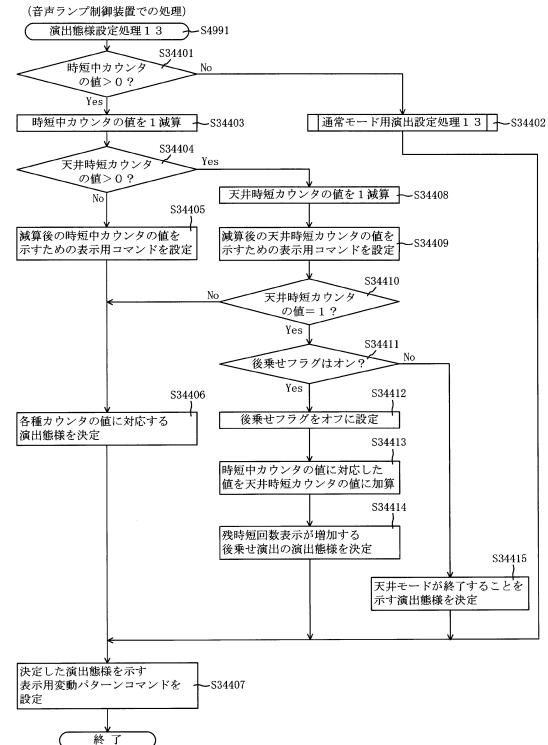 (音声ランプ制御装置での処理)
演出態様設定処理１３
S4991
S34401
時短中カウンタ
の値＞０？
No
Yes
時短中カウンタの値を１減算
S34403
通常モード用演出設定処理１３
S34402
S34404
天井時短カウンタ
の値＞０？
Yes
No
天井時短カウンタの値を１減算
S34408
S34405
減算後の時短中カウンタの値を
示すための表示用コマンドを設定
減算後の天井時短カウンタの値を
示すための表示用コマンドを設定
S34409
S34410
天井時短カウンタ
の値＝１？
No
Yes
S34411
後乗せフラグはオン？
No
Yes
S34406
各種カウンタの値に対応する
演出態様を決定
S34412
後乗せフラグをオフに設定
S34413
時短中カウンタの値に対応した
値を天井時短カウンタの値に加算
S34414
残時短回数表示が増加する
後乗せ演出の演出態様を決定
S34415
天井モードが終了することを
示す演出態様を決定
決定した演出態様を示す
表示用変動パターンコマンドを
設定
S34407
終 了